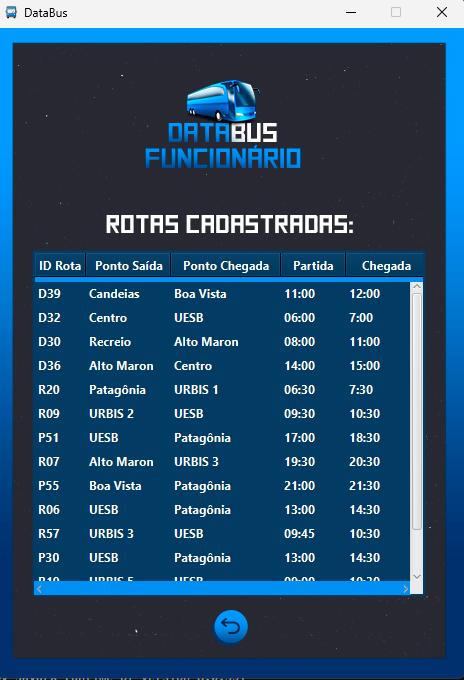 DataBus
DATABUS
FUNCIONÁRIO
ROTAS CADASTRADAS:
ID Rota Ponto Saída Ponto Chegada Partida Chegada
D39 Candeias Boa Vista 11:00 12:00
D32 Centro UESB 06:00 7:00
D30 Recreio Alto Maron 08:00 11:00
D36 Alto Maron Centro 14:00 15:00
R20 Patagônia URBIS 1 06:30 7:30
R09 URBIS 2 UESB 09:30 10:30
P51 UESB Patagônia 17:00 18:30
R07 Alto Maron URBIS 3 19:30 20:30
P55 Boa Vista Patagônia 21:00 21:30
R06 UESB Patagônia 13:00 14:30
R57 URBIS 3 UESB 09:45 10:30
P30 UESB Patagônia 13:00 14:30
URBIS 5 UESB